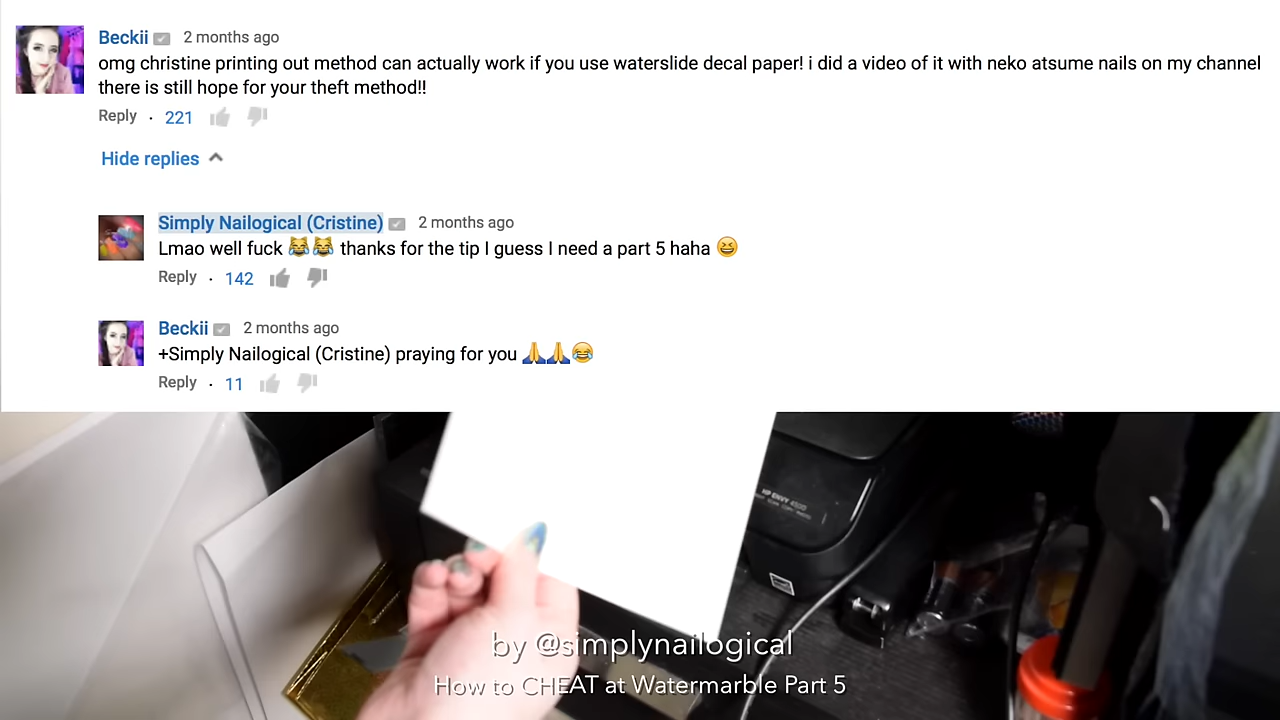 Beckii 2 months ago
omg christine printing out method can actually work if you use waterslide decal paper! i did a video of it with neko atsume nails on my channel
there is still hope for your theft method!!
Reply · 221
Hide replies
Simply Nailogical (Cristine) 2 months ago
Lmao well fuck 😹😹 thanks for the tip I guess I need a part 5 haha 😆
Reply · 142
Beckii 2 months ago
+Simply Nailogical (Cristine) praying for you 🙏🙏😂
Reply · 11
HP ENVY 4500
by @simplynailogical
How to CHEAT at Watermarble Part 5